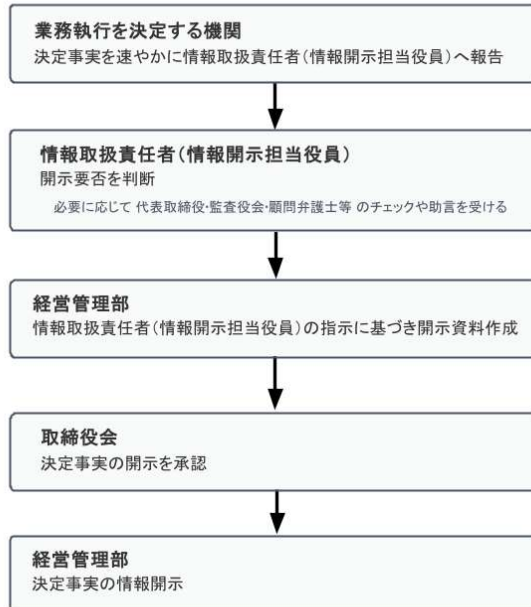 業務執行を決定する機関
決定事実を速やかに情報取扱責任者(情報開示担当役員)へ報告
情報取扱責任者(情報開示担当役員)
開示要否を判断
必要に応じて 代表取締役・監査役会・顧問弁護士等 のチェックや助言を受ける
経営管理部
情報取扱責任者(情報開示担当役員)の指示に基づき開示資料作成
取締役会
決定事実の開示を承認
経営管理部
決定事実の情報開示